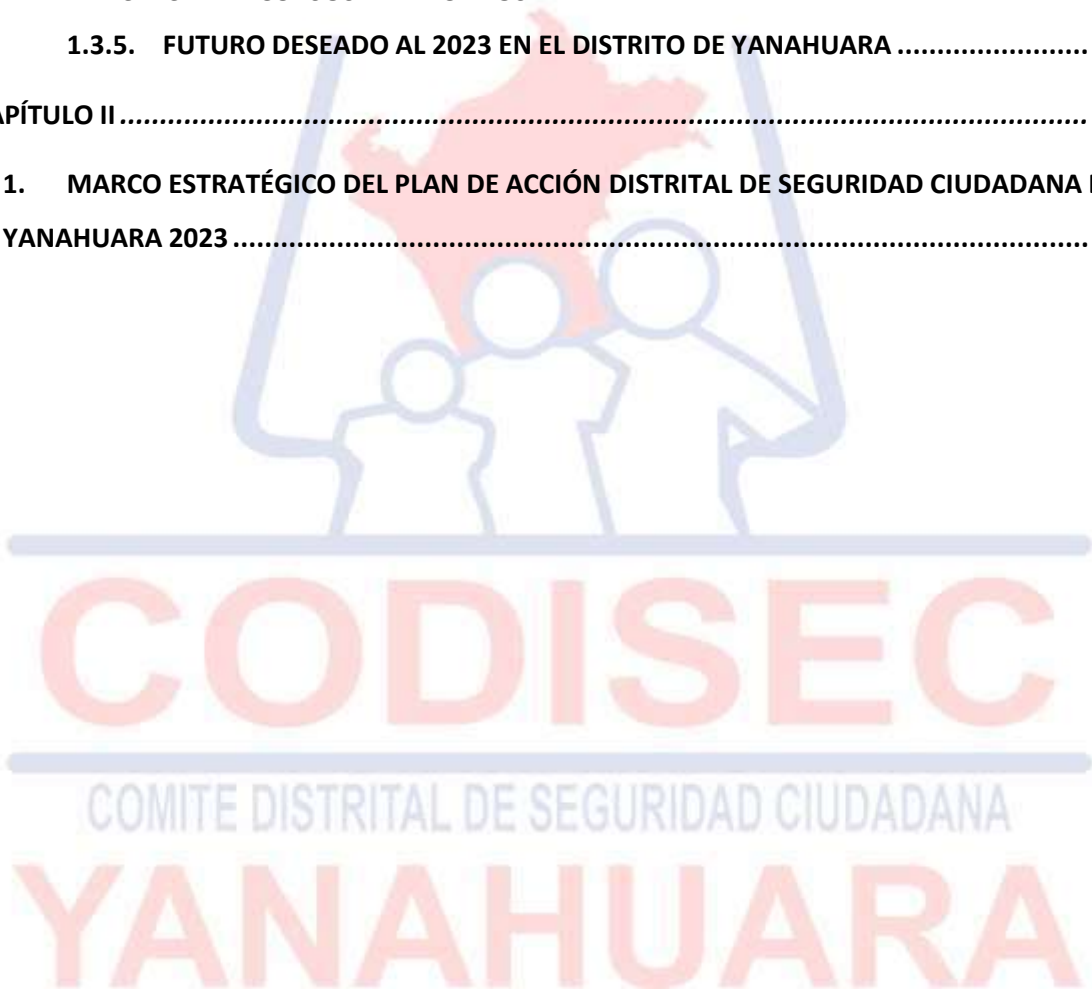 1.3.5. FUTURO DESEADO AL 2023 EN EL DISTRITO DE YANAHUARA ........................
APÍTULO II ................................................................................................................
1. MARCO ESTRATÉGICO DEL PLAN DE ACCIÓN DISTRITAL DE SEGURIDAD CIUDADANA
YANAHUARA 2023 ....................................................................................................
CODISEC
COMITE DISTRITAL DE SEGURIDAD CIUDADANA
YANAHUARA